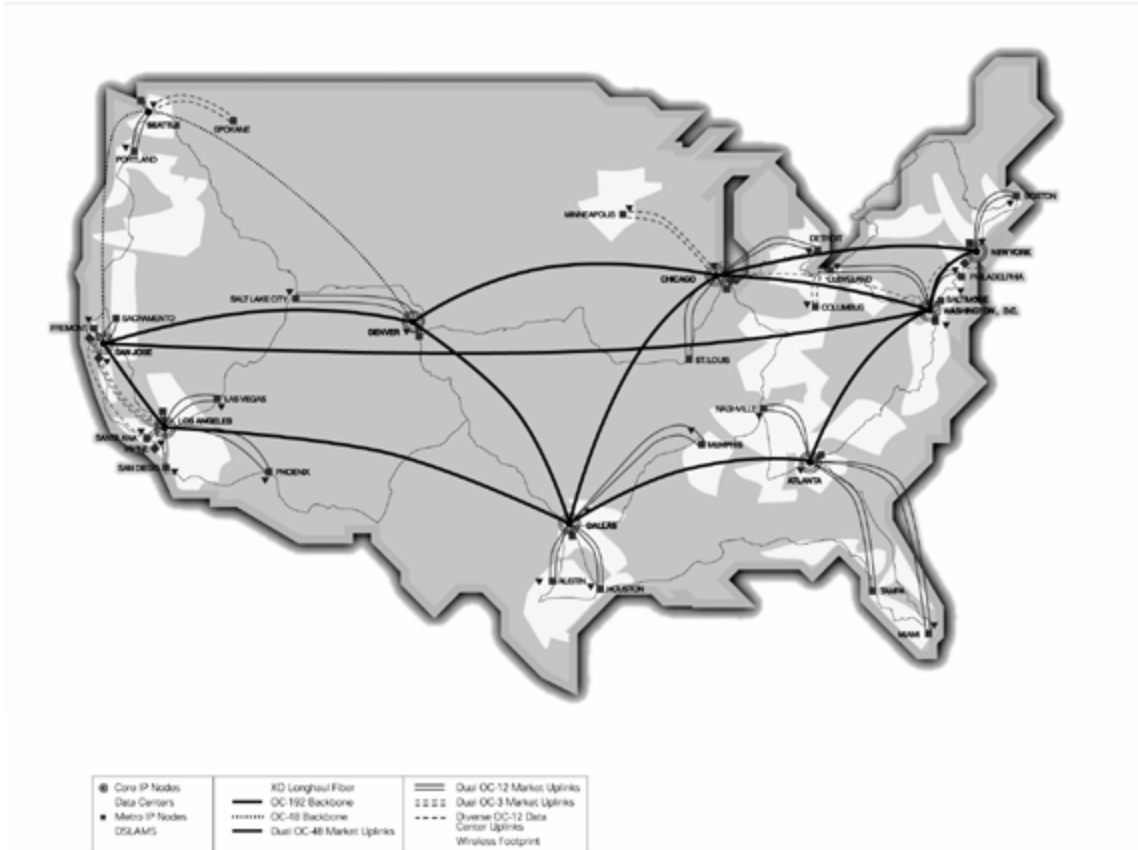 SEATTLE
SPOKANE
PORTLAND
MINNEAPOLIS
BOSTON
DETROIT
NEW YORK
CHICAGO
CLEVELAND
PHILADELPHIA
SALT LAKE CITY
COLUMBUS
BALTIMORE
WASHINGTON, D.C.
SACRAMENTO
FREMONT
DENVER
SAN JOSE
ST. LOUIS
LAS VEGAS
NASHVILLE
LOS ANGELES
SANTA ANA
MEMPHIS
SAN DIEGO
PHOENIX
ATLANTA
DALLAS
AUSTIN
HOUSTON
TAMPA
MIAMI
Core IP Nodes
Data Centers
Metro IP Nodes
DSLAMS
XO Longhaul Fiber
OC-192 Backbone
OC-48 Backbone
Dual OC-48 Market Uplinks
Dual OC-12 Market Uplinks
Dual OC-3 Market Uplinks
Diverse OC-12 Data
Center Uplinks
Wireless Footprint